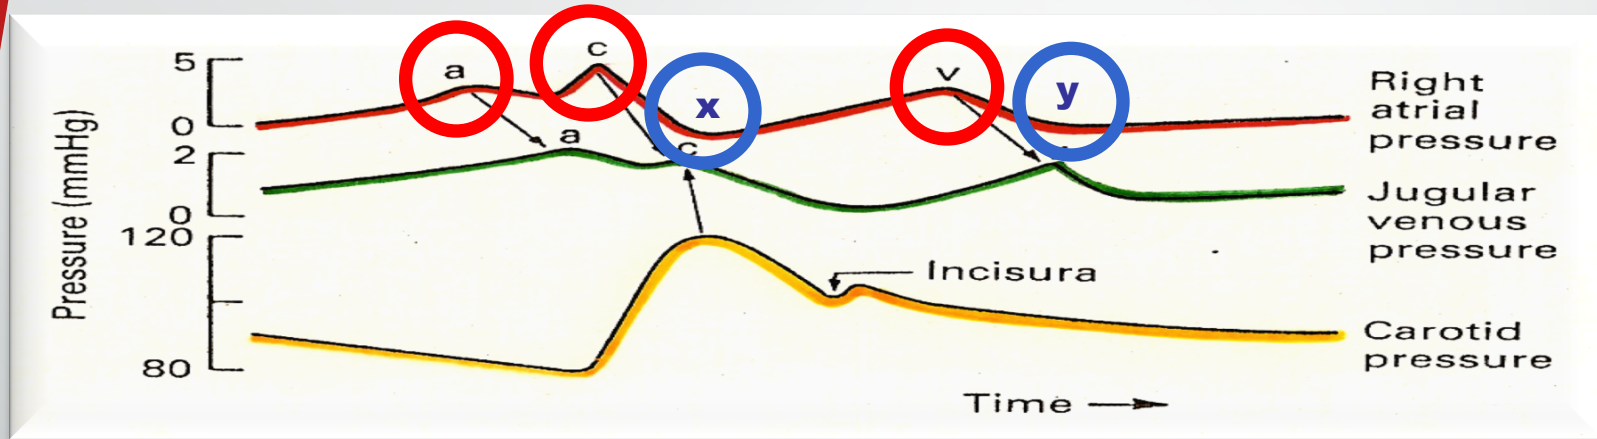 Pressure (mmHg)
5
0
a
c
x
v
y
Right
atrial
pressure
2
0
a
c
Jugular
venous
pressure
120
80
Incisura
Carotid
pressure
Time